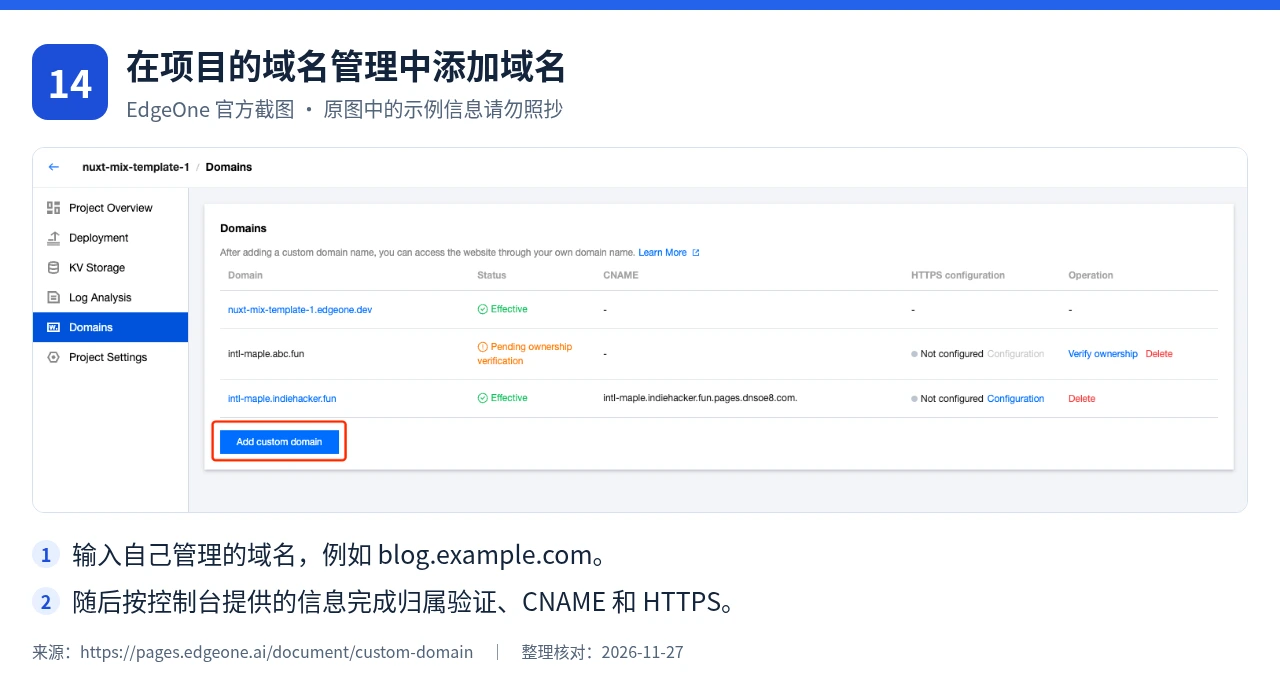 14
在项目的域名管理中添加域名
EdgeOne 官方截图 · 原图中的示例信息请勿照抄
← nuxt-mix-template-1 / Domains
Project Overview
Deployment
KV Storage
Log Analysis
Domains
Project Settings
Domains
After adding a custom domain name, you can access the website through your own domain name. Learn More
Domain Status CNAME HTTPS configuration Operation
nuxt-mix-template-1.edgeone.dev Effective - - -
intl-maple.abc.fun Pending ownership verification - Not configured Configuration Verify ownership Delete
intl-maple.indiehacker.fun Effective intl-maple.indiehacker.fun.pages.dnsoe8.com. Not configured Configuration Delete
Add custom domain
1 输入自己管理的域名，例如 blog.example.com。
2 随后按控制台提供的信息完成归属验证、CNAME 和 HTTPS。
来源：https://pages.edgeone.ai/document/custom-domain ｜ 整理核对：2026-11-27